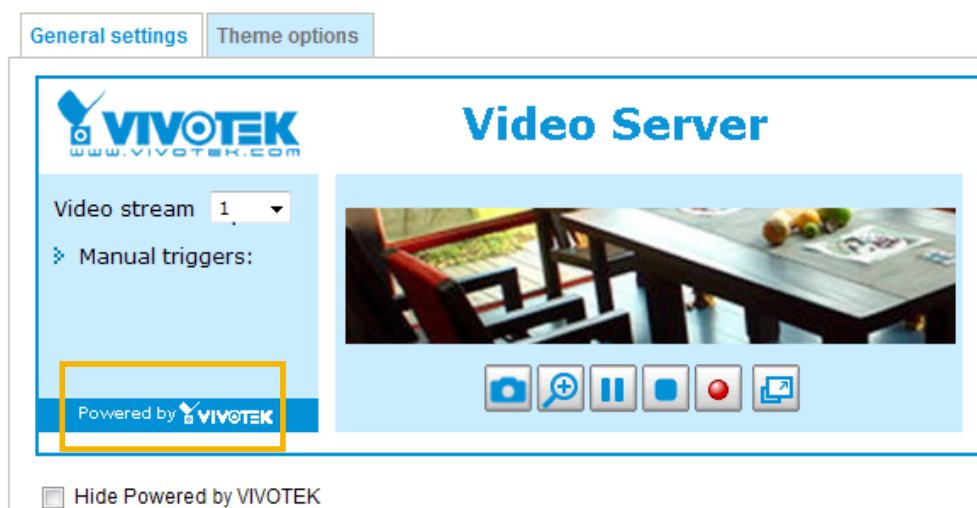 General settings Theme options
VIVOTEK Video Server
www.vivotek.com
Video stream 1
Manual triggers:
Powered by VIVOTEK
Hide Powered by VIVOTEK